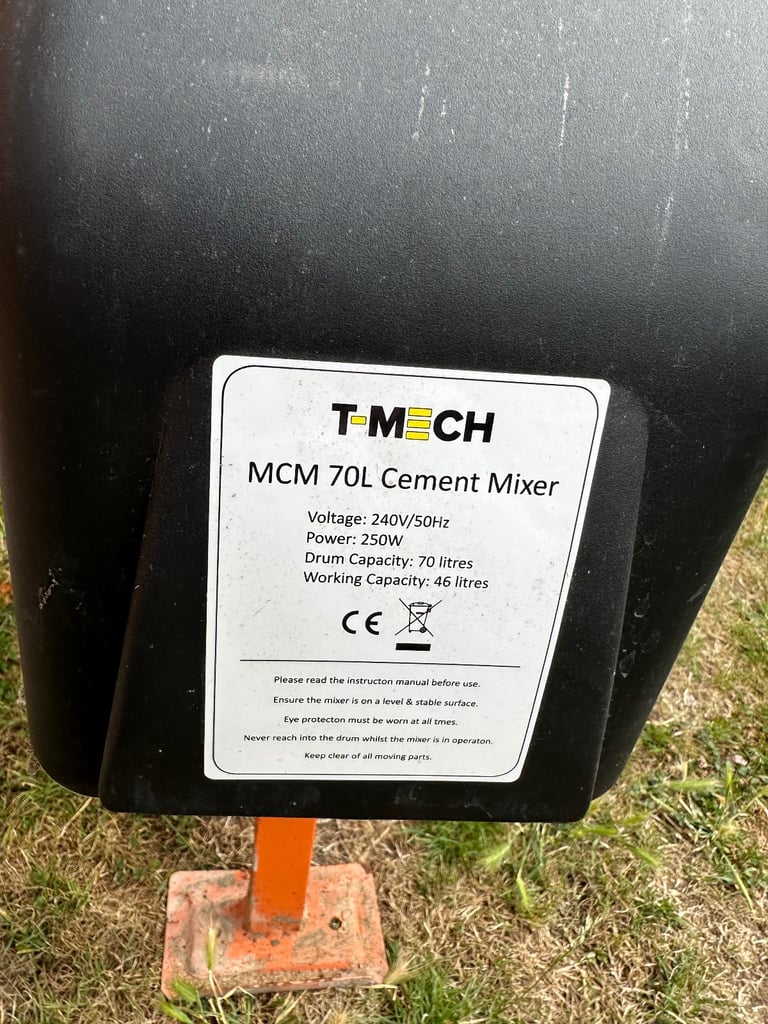 T-MECH
MCM 70L Cement Mixer
Voltage: 240V/50Hz
Power: 250W
Drum Capacity: 70 litres
Working Capacity: 46 litres
CE
Please read the instructon manual before use.
Ensure the mixer is on a level & stable surface.
Eye protecton must be worn at all tmes.
Never reach into the drum whilst the mixer is in operaton.
Keep clear of all moving parts.